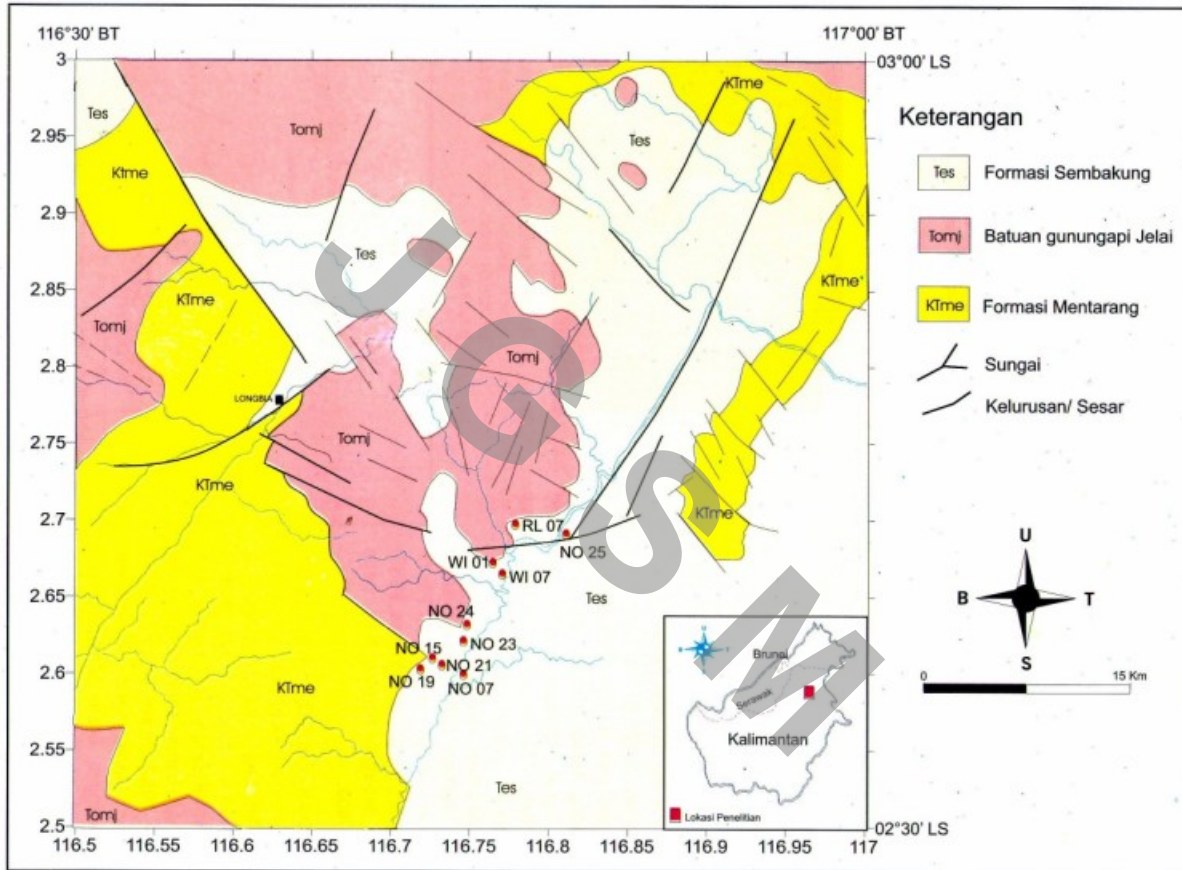 116°30' BT
117°00' BT
3
03°00' LS
2.95
2.9
2.85
2.8
2.75
2.7
2.65
2.6
2.55
2.5
02°30' LS
116.5
116.55
116.6
116.65
116.7
116.75
116.8
116.85
116.9
116.95
117
Tes
Tomj
KTme
KTme
Tes
Tes
KTme
KTme
Tomj
Tomj
LONGBIA
Tomj
KTme
KTme
RL 07
NO 25
WI 01
WI 07
Tes
NO 24
NO 23
NO 15
NO 21
NO 19
NO 07
KTme
Tes
Tomj
JGSM
Keterangan
Tes Formasi Sembakung
Tomj Batuan gunungapi Jelai
KTme Formasi Mentarang
Sungai
Kelurusan/ Sesar
U
B
T
S
0
15 Km
U
B
T
S
Brunai
Serawak
Kalimantan
Lokasi Penelitian